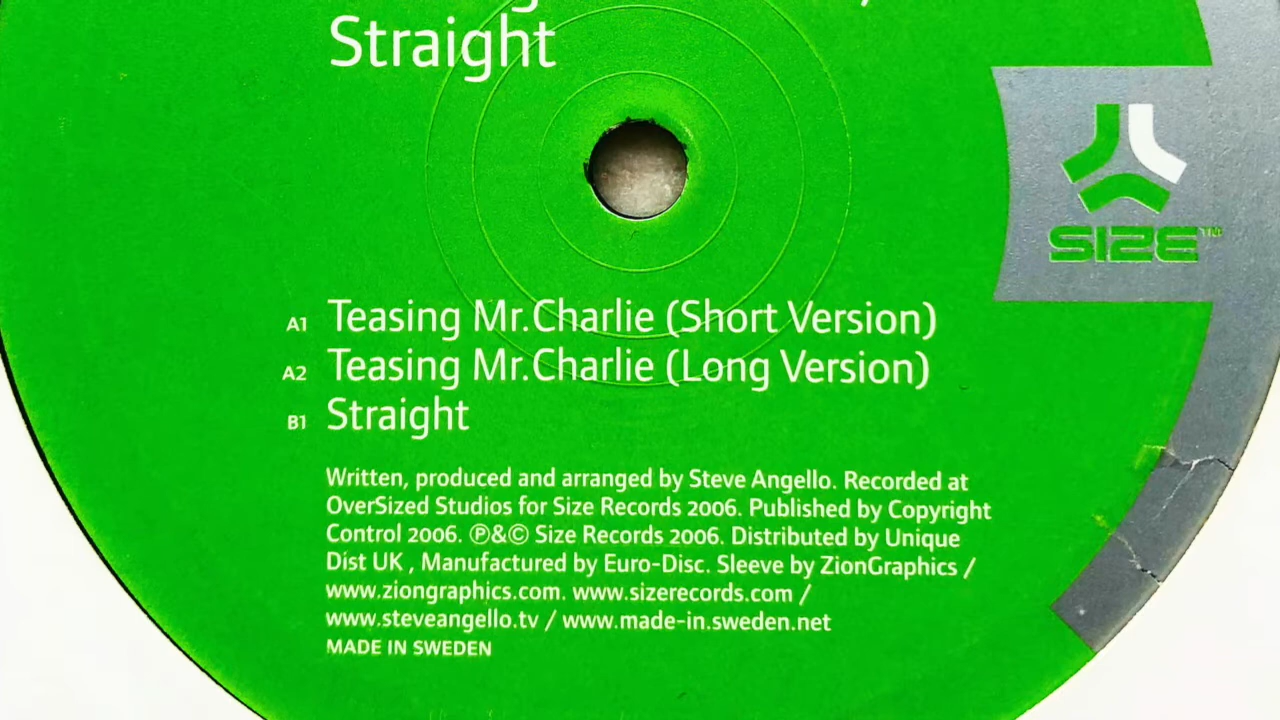 Straight
SIZE™
A1 Teasing Mr.Charlie (Short Version)
A2 Teasing Mr.Charlie (Long Version)
B1 Straight
Written, produced and arranged by Steve Angello. Recorded at
OverSized Studios for Size Records 2006. Published by Copyright
Control 2006. ℗&© Size Records 2006. Distributed by Unique
Dist UK , Manufactured by Euro-Disc. Sleeve by ZionGraphics /
www.ziongraphics.com. www.sizerecords.com /
www.steveangello.tv / www.made-in.sweden.net
MADE IN SWEDEN